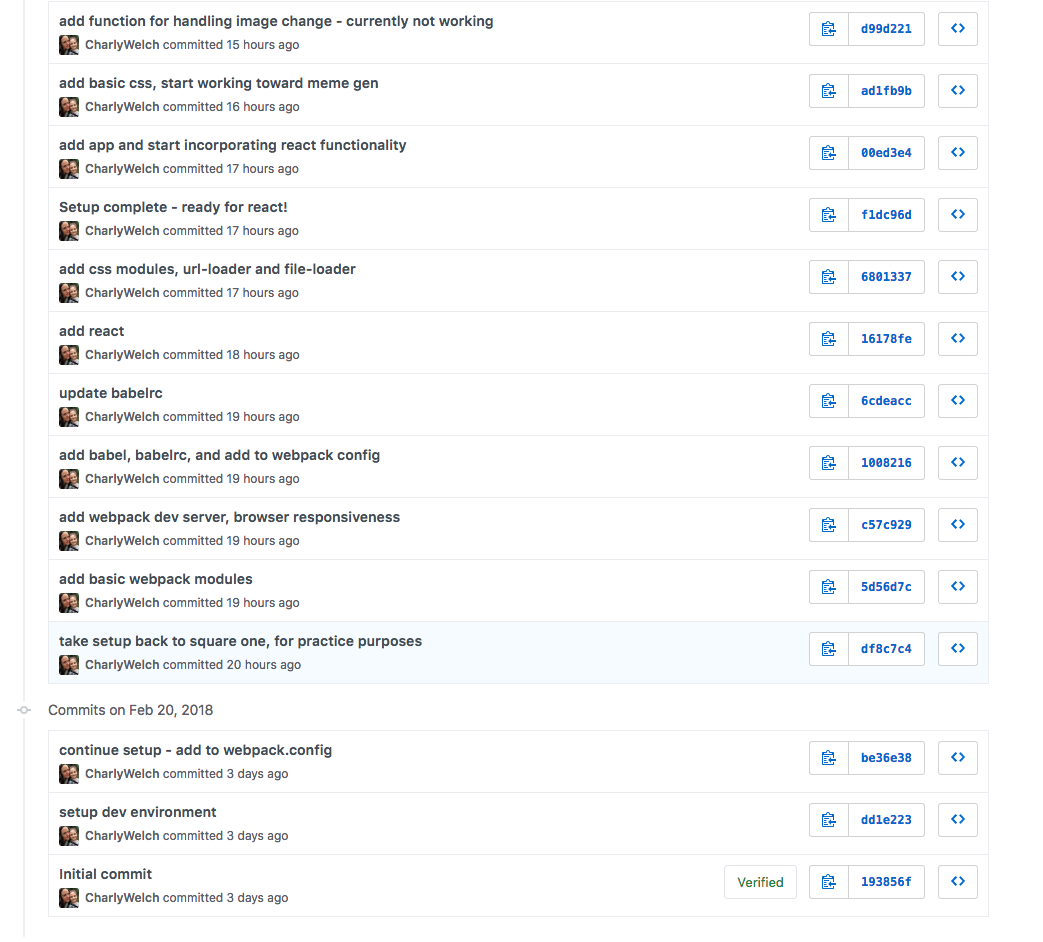 add function for handling image change - currently not working
CharlyWelch committed 15 hours ago
d99d221
add basic css, start working toward meme gen
CharlyWelch committed 16 hours ago
ad1fb9b
add app and start incorporating react functionality
CharlyWelch committed 17 hours ago
00ed3e4
Setup complete - ready for react!
CharlyWelch committed 17 hours ago
f1dc96d
add css modules, url-loader and file-loader
CharlyWelch committed 17 hours ago
6801337
add react
CharlyWelch committed 18 hours ago
16178fe
update babelrc
CharlyWelch committed 19 hours ago
6cdeacc
add babel, babelrc, and add to webpack config
CharlyWelch committed 19 hours ago
1008216
add webpack dev server, browser responsiveness
CharlyWelch committed 19 hours ago
c57c929
add basic webpack modules
CharlyWelch committed 19 hours ago
5d56d7c
take setup back to square one, for practice purposes
CharlyWelch committed 20 hours ago
df8c7c4
Commits on Feb 20, 2018
continue setup - add to webpack.config
CharlyWelch committed 3 days ago
be36e38
setup dev environment
CharlyWelch committed 3 days ago
dd1e223
Initial commit
CharlyWelch committed 3 days ago
Verified
193856f